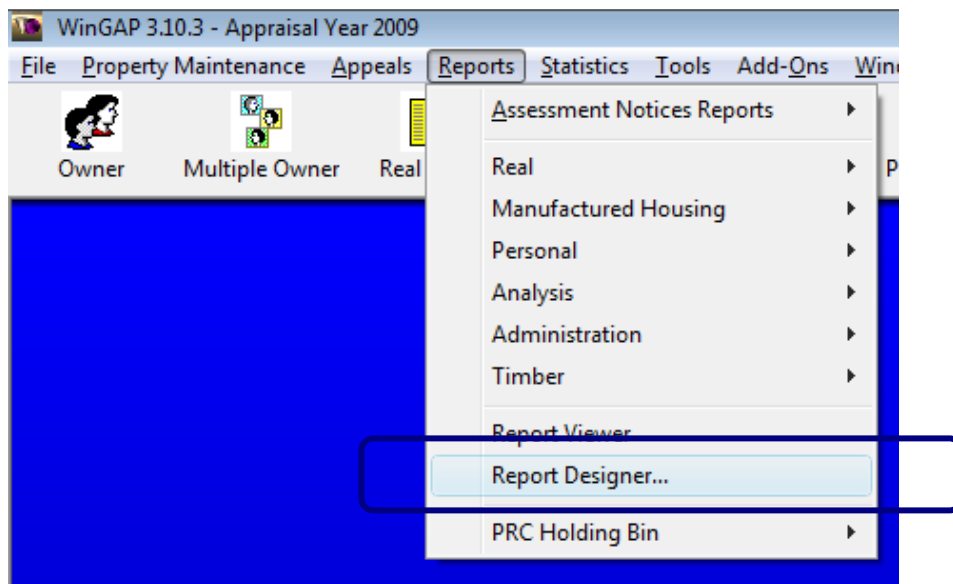 WinGAP 3.10.3 - Appraisal Year 2009
File Property Maintenance Appeals Reports Statistics Tools Add-Ons
Owner Multiple Owner Real
Assessment Notices Reports
Real
Manufactured Housing
Personal
Analysis
Administration
Timber
Report Viewer
Report Designer...
PRC Holding Bin